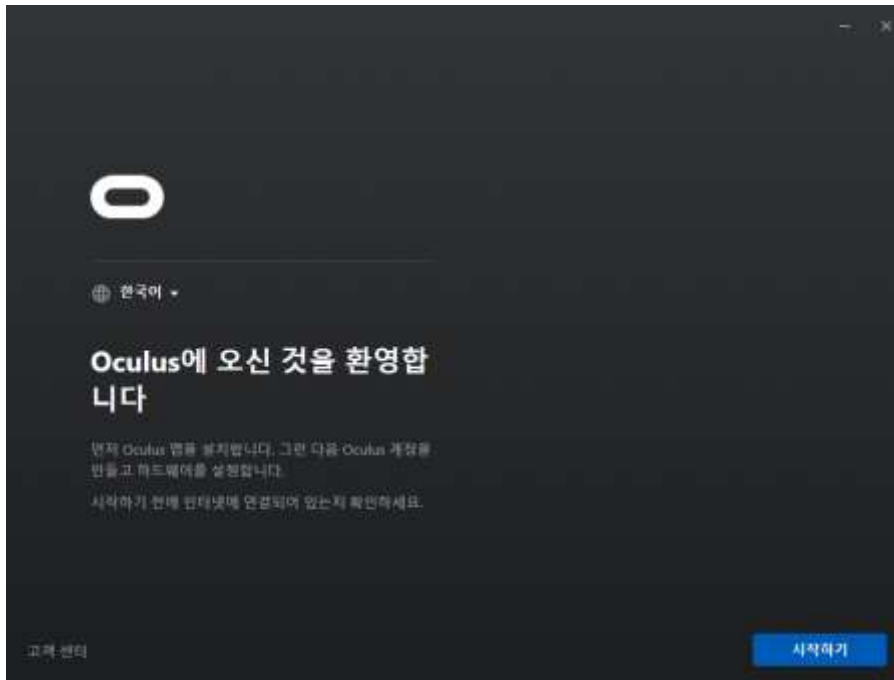 한국어
Oculus에 오신 것을 환영합
니다
먼저 Oculus 앱을 설치합니다. 그런 다음 Oculus 계정을
만들고 하드웨어를 설정합니다.
시작하기 전에 인터넷에 연결되어 있는지 확인하세요.
고객 센터
시작하기